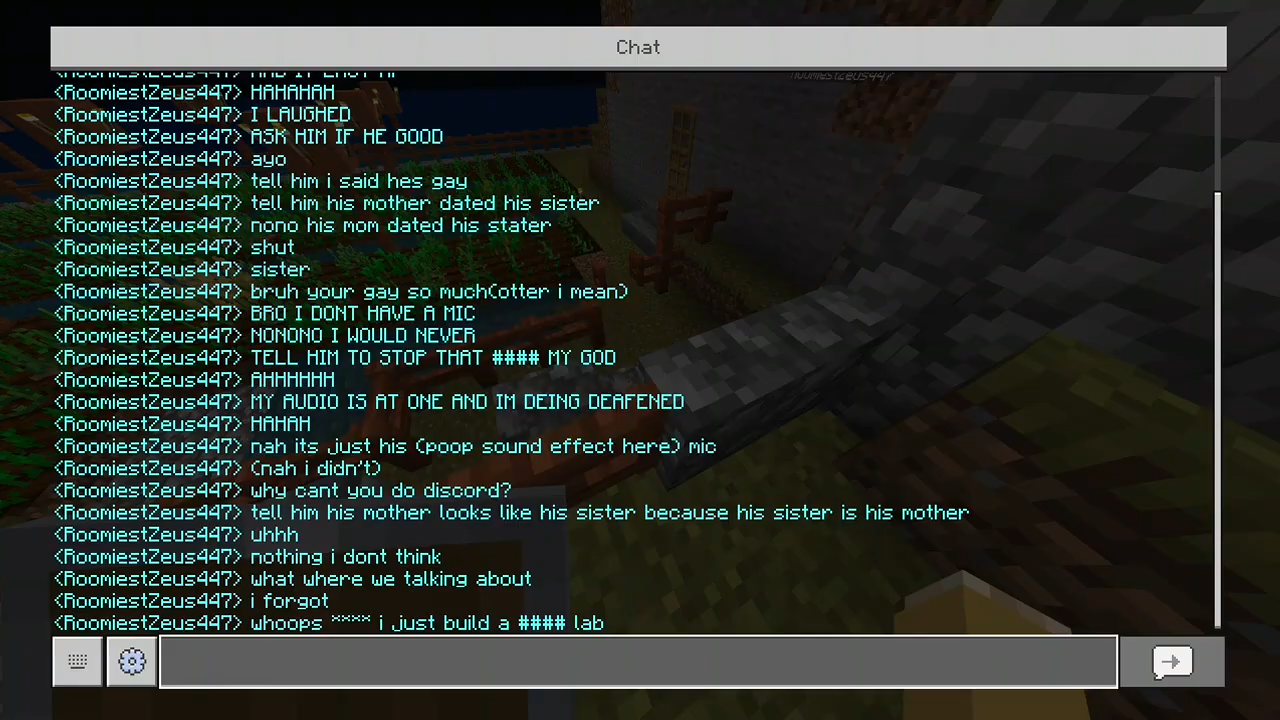 Chat
RoomiestZeus447
<RoomiestZeus447>
<RoomiestZeus447> HAHAHAH
<RoomiestZeus447> I LAUGHED
<RoomiestZeus447> ASK HIM IF HE GOOD
<RoomiestZeus447> ayo
<RoomiestZeus447> tell him i said hes gay
<RoomiestZeus447> tell him his mother dated his sister
<RoomiestZeus447> nono his mom dated his stater
<RoomiestZeus447> shut
<RoomiestZeus447> sister
<RoomiestZeus447> bruh your gay so much(otter i mean)
<RoomiestZeus447> BRO I DONT HAVE A MIC
<RoomiestZeus447> NONONO I WOULD NEVER
<RoomiestZeus447> TELL HIM TO STOP THAT #### MY GOD
<RoomiestZeus447> AHHHHHH
<RoomiestZeus447> MY AUDIO IS AT ONE AND IM DEING DEAFENED
<RoomiestZeus447> HAHAH
<RoomiestZeus447> nah its just his (poop sound effect here) mic
<RoomiestZeus447> (nah i didn't)
<RoomiestZeus447> why cant you do discord?
<RoomiestZeus447> tell him his mother looks like his sister because his sister is his mother
<RoomiestZeus447> uhhh
<RoomiestZeus447> nothing i dont think
<RoomiestZeus447> what where we talking about
<RoomiestZeus447> i forgot
<RoomiestZeus447> whoops **** i just build a #### lab